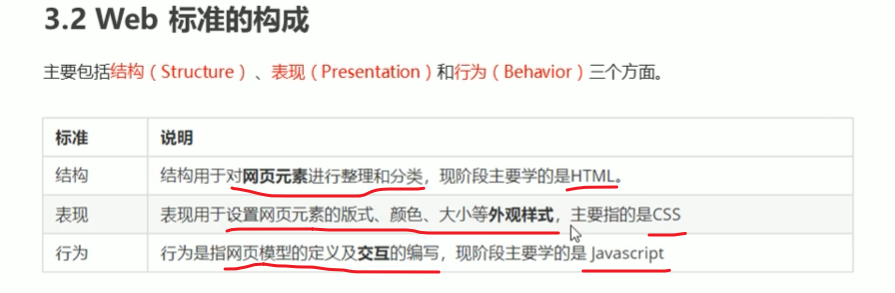 3.2 Web 标准的构成
主要包括结构（Structure）、表现（Presentation）和行为（Behavior）三个方面。
标准 说明
结构 结构用于对网页元素进行整理和分类，现阶段主要学的是HTML。
表现 表现用于设置网页元素的版式、颜色、大小等外观样式，主要指的是CSS
行为 行为是指网页模型的定义及交互的编写，现阶段主要学的是 Javascript